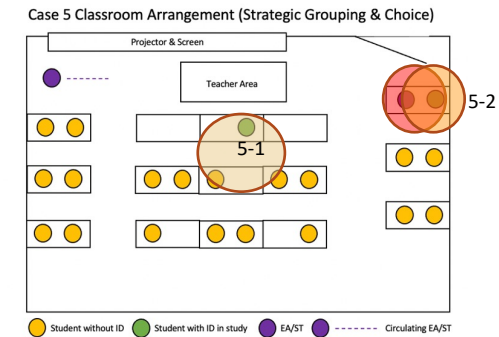 Case 5 Classroom Arrangement (Strategic Grouping & Choice)
Projector & Screen
Teacher Area
5-2
5-1
Student without ID Student with ID in study EA/ST Circulating EA/ST